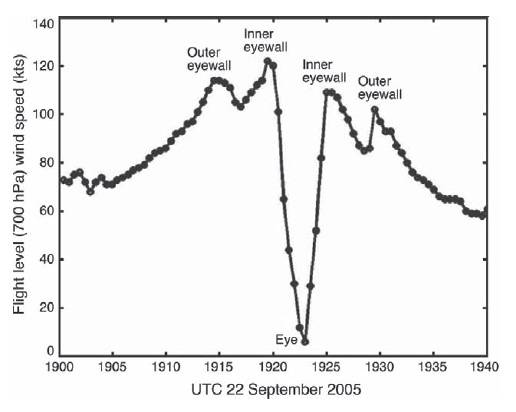 140
120
100
80
60
40
20
0
Flight level (700 hPa) wind speed (kts)
Outer
eyewall
Inner
eyewall
Inner
eyewall
Outer
eyewall
Eye
1900 1905 1910 1915 1920 1925 1930 1935 1940
UTC 22 September 2005